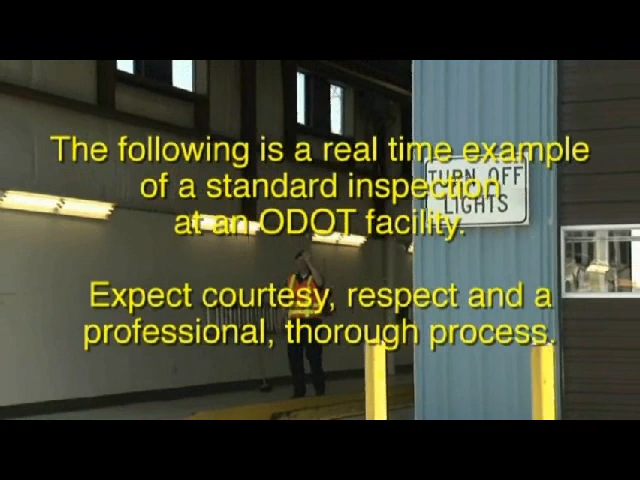 The following is a real time example
of a standard inspection
at an ODOT facility.
TURN OFF
LIGHTS
Expect courtesy, respect and a
professional, thorough process.